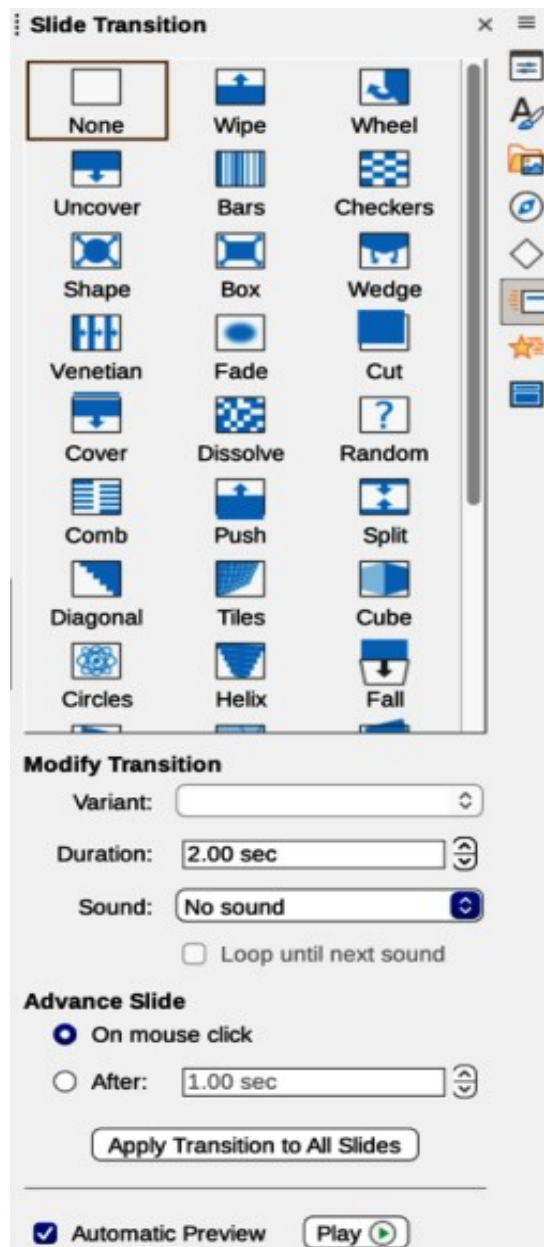 Slide Transition
None Wipe Wheel
Uncover Bars Checkers
Shape Box Wedge
Venetian Fade Cut
Cover Dissolve Random
Comb Push Split
Diagonal Tiles Cube
Circles Helix Fall
Modify Transition
Variant:
Duration: 2.00 sec
Sound: No sound
Loop until next sound
Advance Slide
On mouse click
After: 1.00 sec
Apply Transition to All Slides
Automatic Preview Play